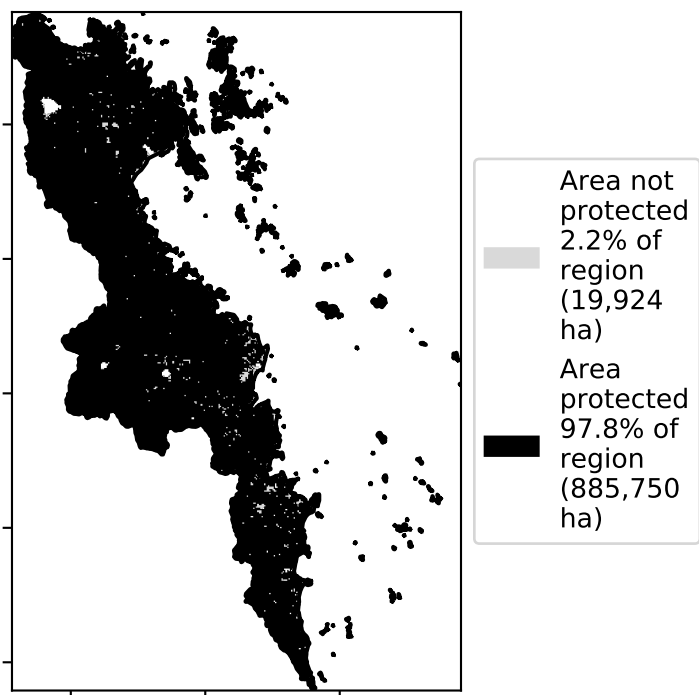 Area not
protected
2.2% of
region
(19,924
ha)
Area
protected
97.8% of
region
(885,750
ha)